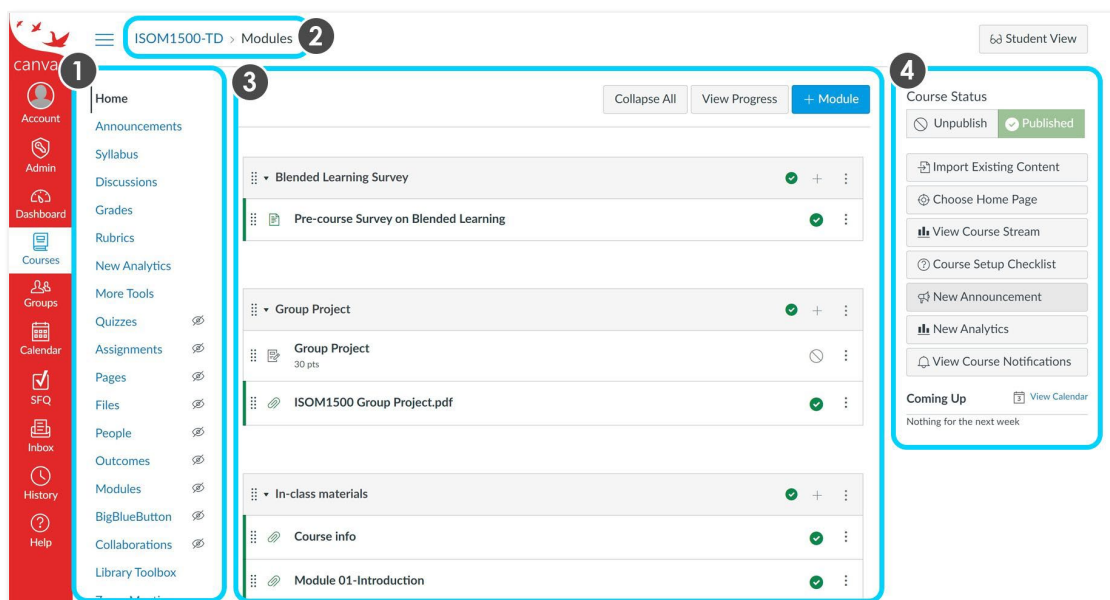 canva
Account
Admin
Dashboard
Courses
Groups
Calendar
SFQ
Inbox
History
Help
ISOM1500-TD > Modules
2
Student View
1
Home
Announcements
Syllabus
Discussions
Grades
Rubrics
New Analytics
More Tools
Quizzes
Assignments
Pages
Files
People
Outcomes
Modules
BigBlueButton
Collaborations
Library Toolbox
3
Collapse All
View Progress
+ Module
Blended Learning Survey
Pre-course Survey on Blended Learning
Group Project
Group Project
30 pts
ISOM1500 Group Project.pdf
In-class materials
Course info
Module 01-Introduction
4
Course Status
Unpublish
Published
Import Existing Content
Choose Home Page
View Course Stream
Course Setup Checklist
New Announcement
New Analytics
View Course Notifications
Coming Up
3 View Calendar
Nothing for the next week